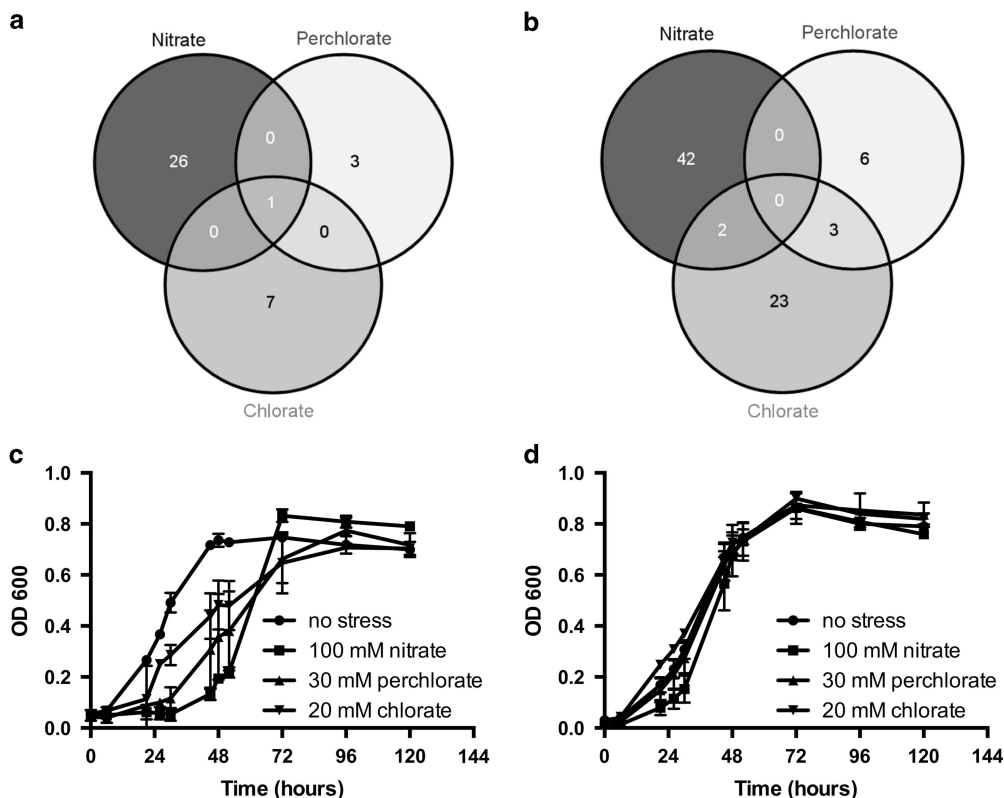 a
Nitrate
Perchlorate
26
0
3
1
0
0
7
Chlorate
b
Nitrate
Perchlorate
42
0
6
0
2
3
23
Chlorate
c
1.0
0.8
0.6
0.4
0.2
0.0
OD 600
no stress
100 mM nitrate
30 mM perchlorate
20 mM chlorate
0 24 48 72 96 120 144
Time (hours)
d
1.0
0.8
0.6
0.4
0.2
0.0
OD 600
no stress
100 mM nitrate
30 mM perchlorate
20 mM chlorate
0 24 48 72 96 120 144
Time (hours)